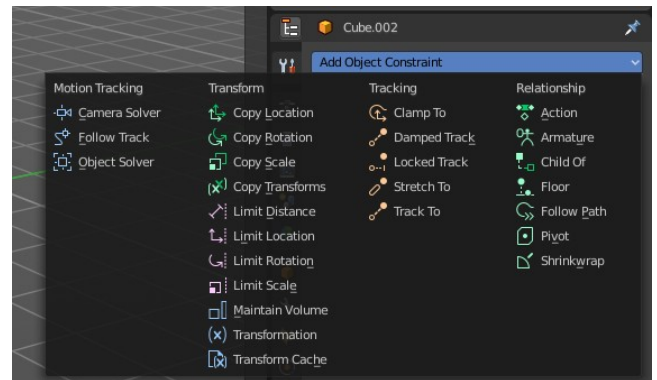 Cube.002
Add Object Constraint
Motion Tracking
Camera Solver
Follow Track
Object Solver
Transform
Copy Location
Copy Rotation
Copy Scale
Copy Transforms
Limit Distance
Limit Location
Limit Rotation
Limit Scale
Maintain Volume
Transformation
Transform Cache
Tracking
Clamp To
Damped Track
Locked Track
Stretch To
Track To
Relationship
Action
Armature
Child Of
Floor
Follow Path
Pivot
Shrinkwrap